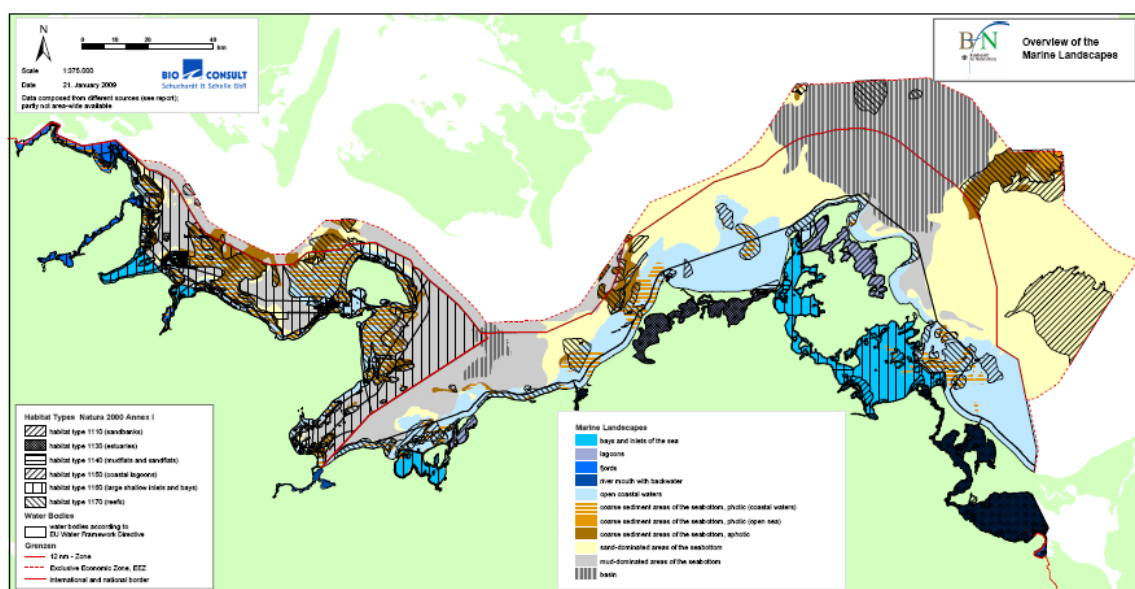 N
0 10 20 40
km
Scale 1:375.000
Date 21. January 2009
BIO CONSULT
Schuchardt & Scholle GbR
Data composed from different sources (see report);
partly not area-wide available
BfN
Overview of the
Marine Landscapes
Habitat Types Natura 2000 Annex I
habitat type 1110 (sandbanks)
habitat type 1130 (estuaries)
habitat type 1140 (mudflats and sandflats)
habitat type 1150 (coastal lagoons)
habitat type 1160 (large shallow inlets and bays)
habitat type 1170 (reefs)
Water Bodies
water bodies according to
EU Water Framework Directive
Grenzen
12 nm - Zone
Exclusive Economic Zone, EEZ
International and national border
Marine Landscapes
bays and inlets of the sea
lagoons
fjords
river mouth with backwater
open coastal waters
coarse sediment areas of the seabottom, photic (coastal waters)
coarse sediment areas of the seabottom, photic (open sea)
coarse sediment areas of the seabottom, aphotic
sand-dominated areas of the seabottom
mud-dominated areas of the seabottom
basin